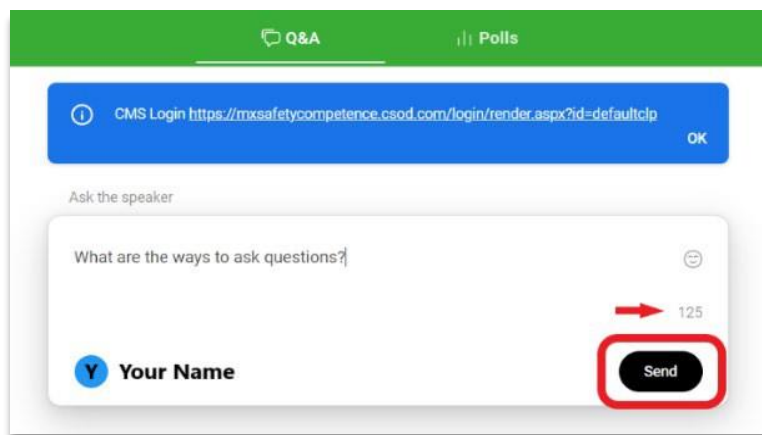 Q&A
Polls
CMS Login https://mxsafetycompetence.csod.com/login/render.aspx?id=defaultclp
OK
Ask the speaker
What are the ways to ask questions?
125
Y Your Name
Send